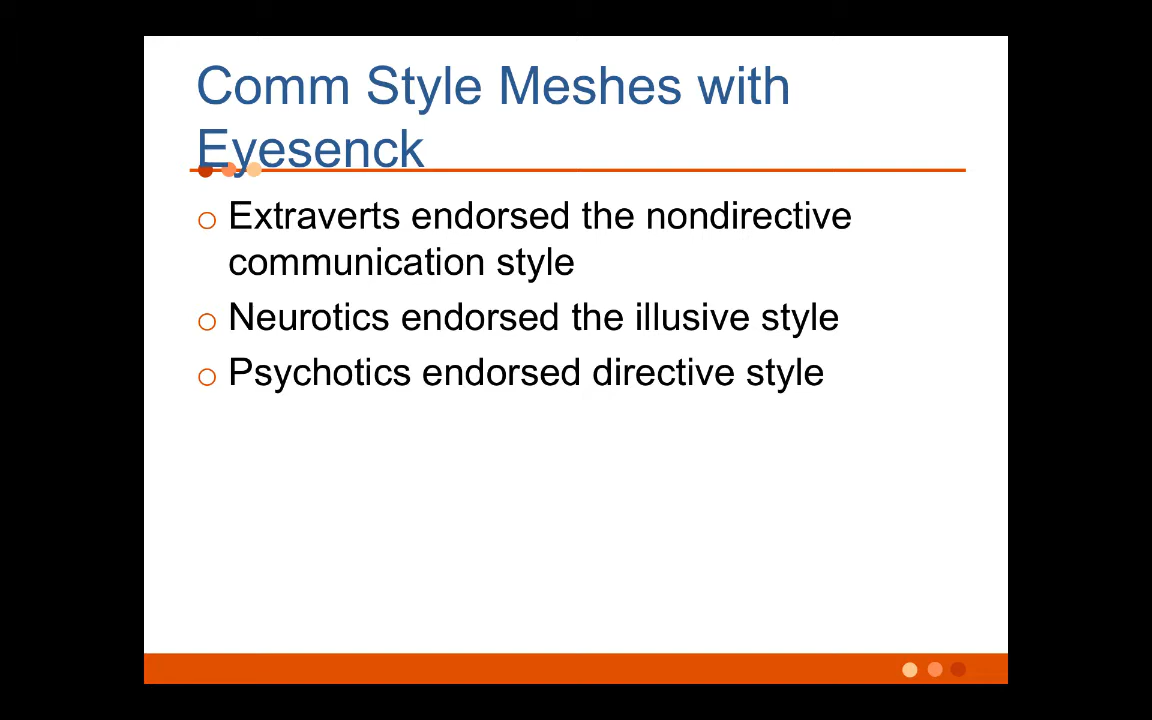 Comm Style Meshes with
Eyesenck
Extraverts endorsed the nondirective
communication style
Neurotics endorsed the illusive style
Psychotics endorsed directive style